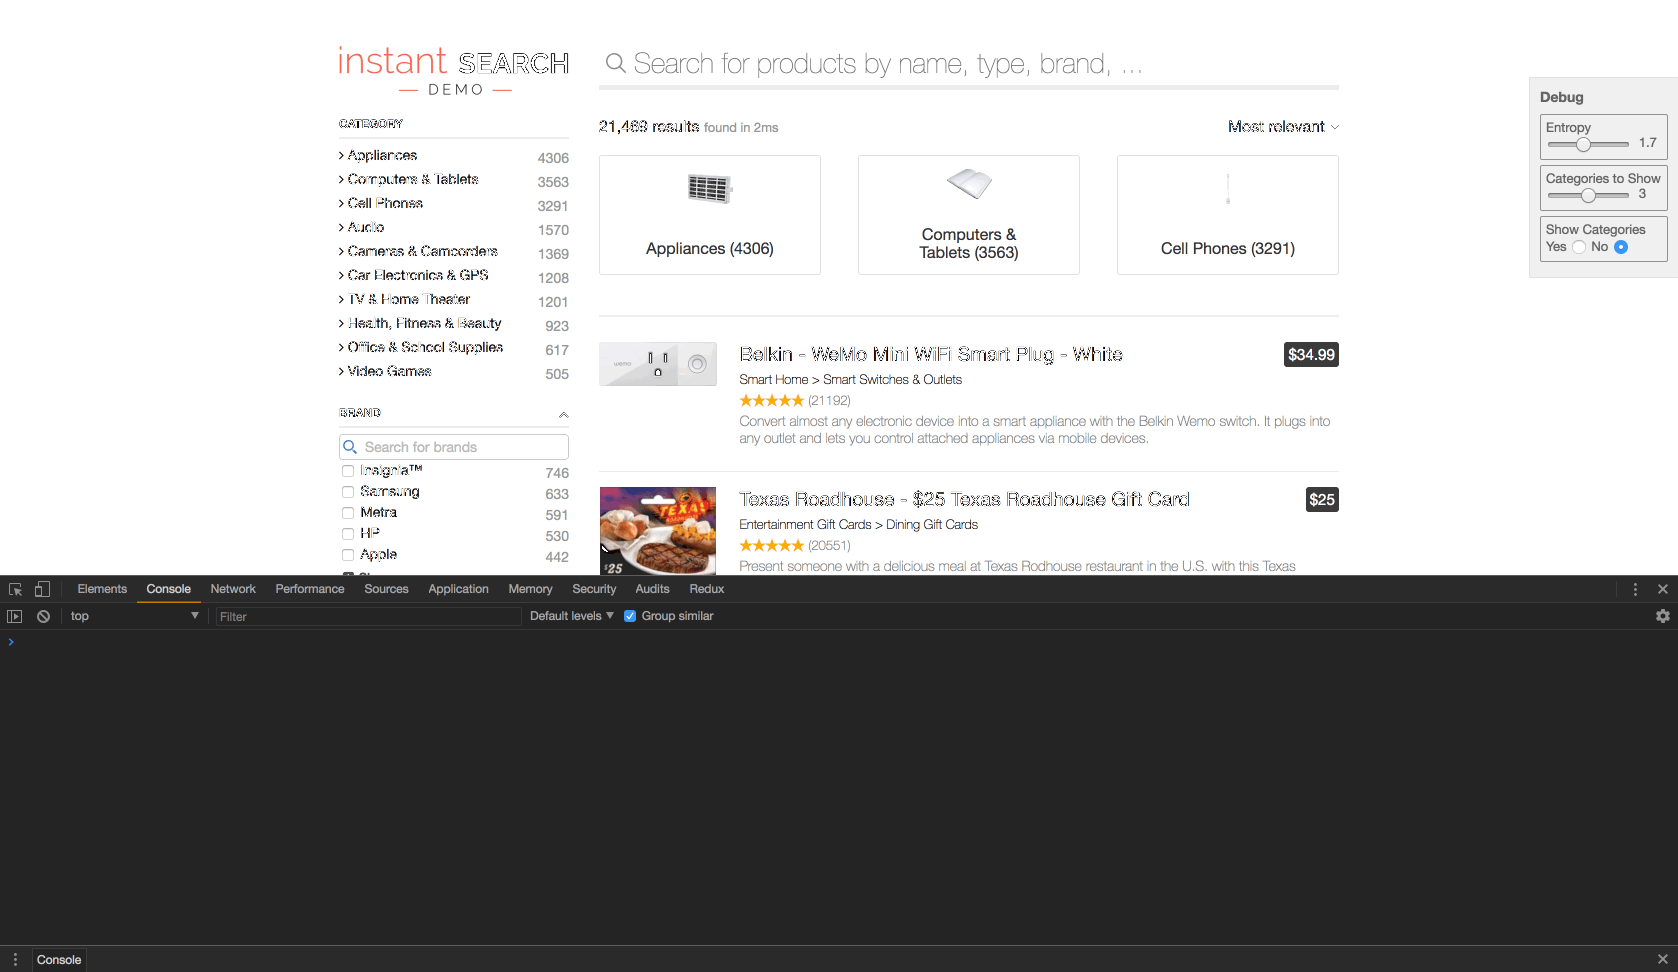 instant SEARCH
DEMO
Search for products by name, type, brand, ...
CATEGORY
Appliances 4306
Computers & Tablets 3563
Cell Phones 3291
Audio 1570
Cameras & Camcorders 1369
Car Electronics & GPS 1208
TV & Home Theater 1201
Health, Fitness & Beauty 923
Office & School Supplies 617
Video Games 505
BRAND
Search for brands
Insignia™ 746
Samsung 633
Metra 591
HP 530
Apple 442
21,469 results found in 2ms
Most relevant
Appliances (4306)
Computers &
Tablets (3563)
Cell Phones (3291)
wemo
Belkin - WeMo Mini WiFi Smart Plug - White
$34.99
Smart Home > Smart Switches & Outlets
(21192)
Convert almost any electronic device into a smart appliance with the Belkin Wemo switch. It plugs into
any outlet and lets you control attached appliances via mobile devices.
TEXAS
$25
Texas Roadhouse - $25 Texas Roadhouse Gift Card
$25
Entertainment Gift Cards > Dining Gift Cards
(20551)
Present someone with a delicious meal at Texas Rodhouse restaurant in the U.S. with this Texas
Debug
Entropy
1.7
Categories to Show
3
Show Categories
Yes No
Elements Console Network Performance Sources Application Memory Security Audits Redux
top Filter Default levels Group similar
Console